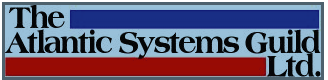 The
Atlantic Systems Guild
Ltd.